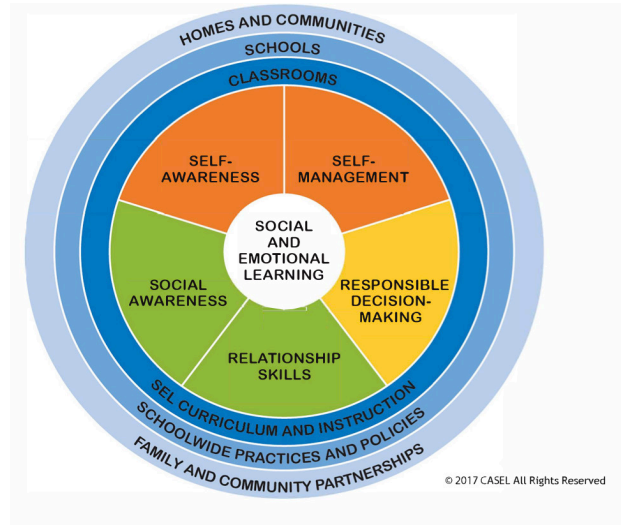 HOMES AND COMMUNITIES
SCHOOLS
CLASSROOMS
SELF-
AWARENESS
SELF-
MANAGEMENT
SOCIAL
AND
EMOTIONAL
LEARNING
SOCIAL
AWARENESS
RESPONSIBLE
DECISION-
MAKING
RELATIONSHIP
SKILLS
SEL CURRICULUM AND INSTRUCTION
SCHOOLWIDE PRACTICES AND POLICIES
FAMILY AND COMMUNITY PARTNERSHIPS
© 2017 CASEL All Rights Reserved